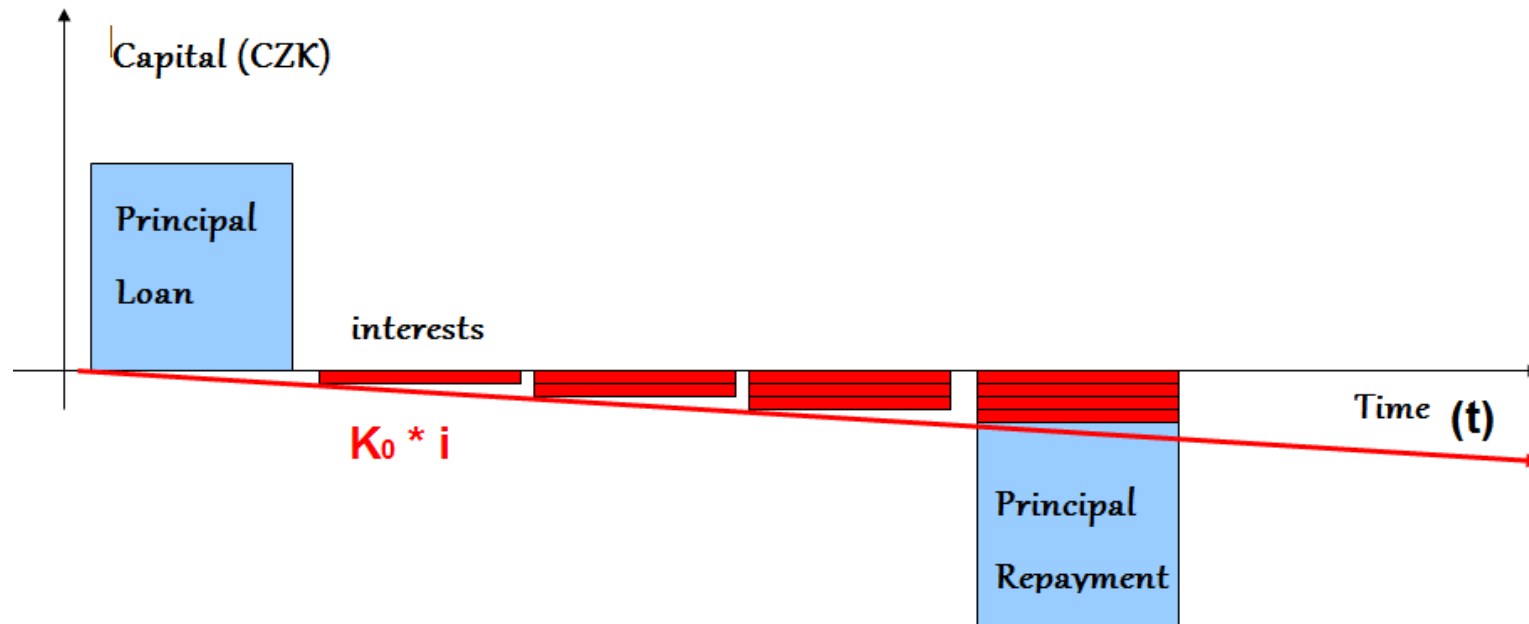 Capital (CZK)
Principal
Loan
interests
K₀ * i
Time (t)
Principal
Repayment